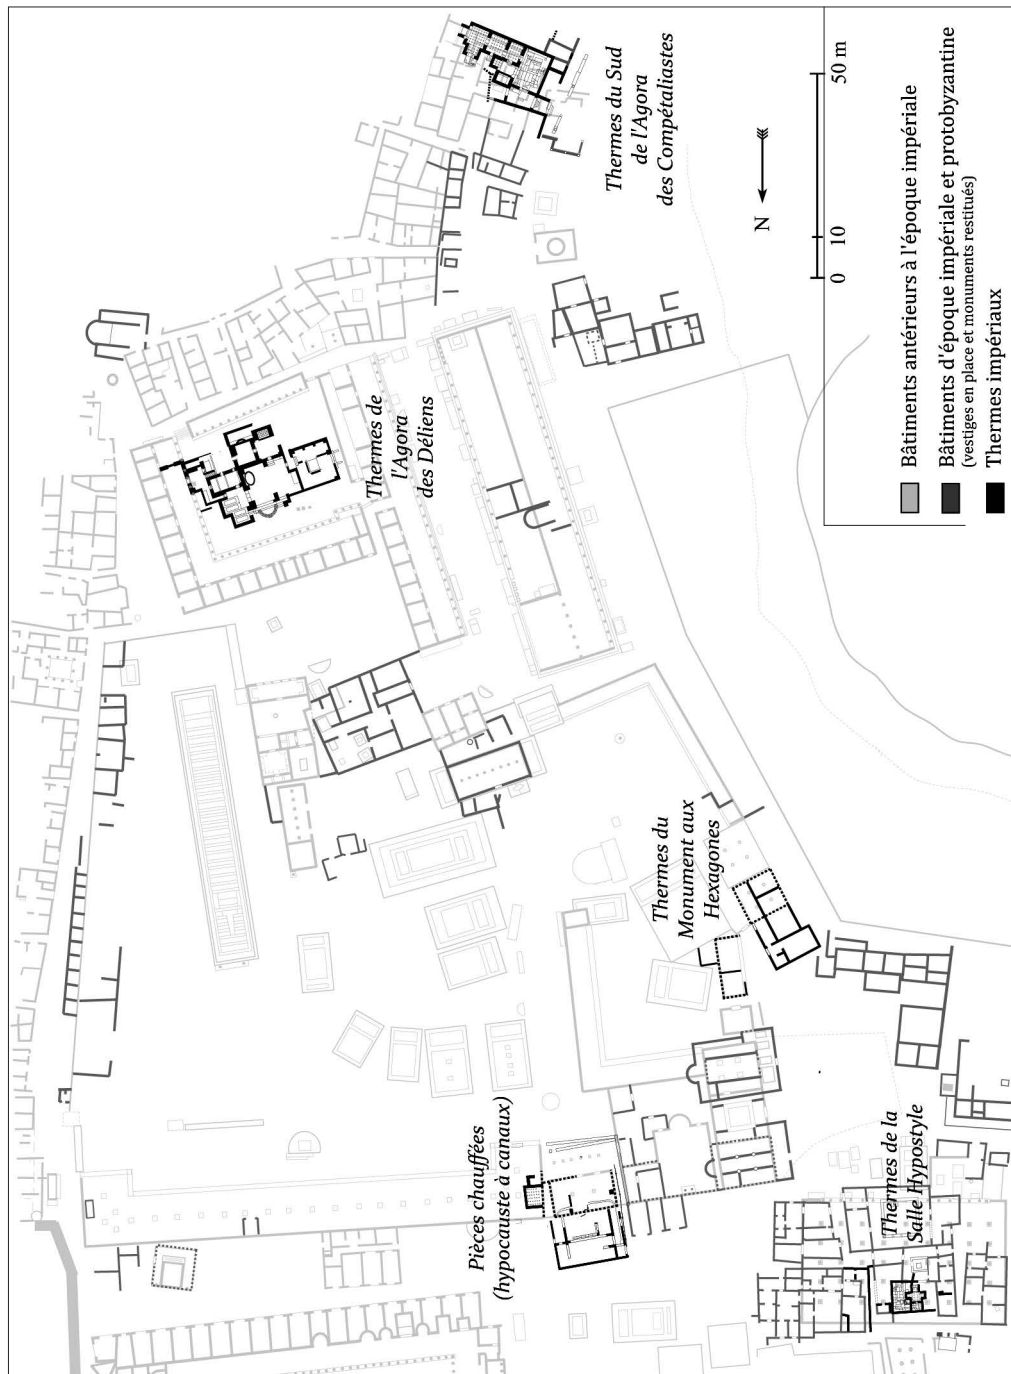 Thermes du Sud
de l'Agora
des Compétaliastes
Thermes de
l'Agora
des Déliens
Thermes du
Monument aux
Hexagones
Pièces chauffées
(hypocauste à canaux)
Thermes de la
Salle Hypostyle
N
0 10 50 m
Bâtiments antérieurs à l'époque impériale
Bâtiments d'époque impériale et protobyzantine
(vestiges en place et monuments restitués)
Thermes impériaux